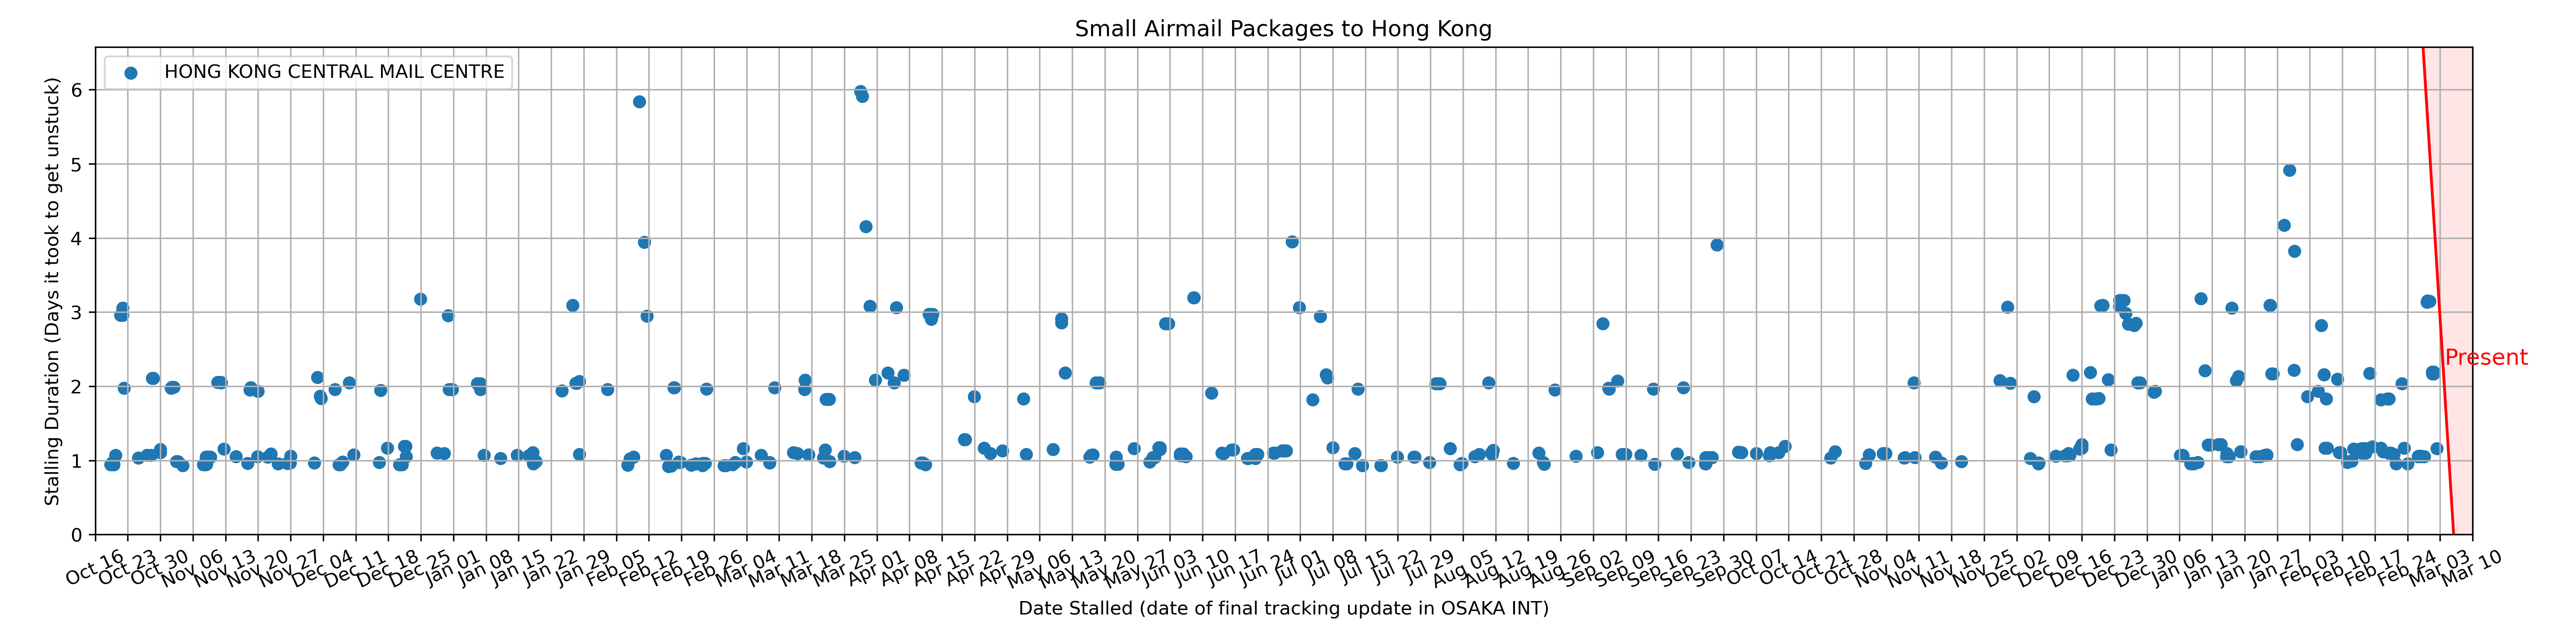 Small Airmail Packages to Hong Kong
HONG KONG CENTRAL MAIL CENTRE
Stalling Duration (Days it took to get unstuck)
6
5
4
3
2
1
0
Present
Oct 16 Oct 23 Oct 30 Nov 06 Nov 13 Nov 20 Nov 27 Dec 04 Dec 11 Dec 18 Dec 25 Jan 01 Jan 08 Jan 15 Jan 22 Jan 29 Feb 05 Feb 12 Feb 19 Feb 26 Mar 04 Mar 11 Mar 18 Mar 25 Apr 01 Apr 08 Apr 15 Apr 22 Apr 29 May 06 May 13 May 20 May 27 Jun 03 Jun 10 Jun 17 Jun 24 Jul 01 Jul 08 Jul 15 Jul 22 Jul 29 Aug 05 Aug 12 Aug 19 Aug 26 Sep 02 Sep 09 Sep 16 Sep 23 Sep 30 Oct 07 Oct 14 Oct 21 Oct 28 Nov 04 Nov 11 Nov 18 Nov 25 Dec 02 Dec 09 Dec 16 Dec 23 Dec 30 Jan 06 Jan 13 Jan 20 Jan 27 Feb 03 Feb 10 Feb 17 Feb 24 Mar 03 Mar 10
Date Stalled (date of final tracking update in OSAKA INT)